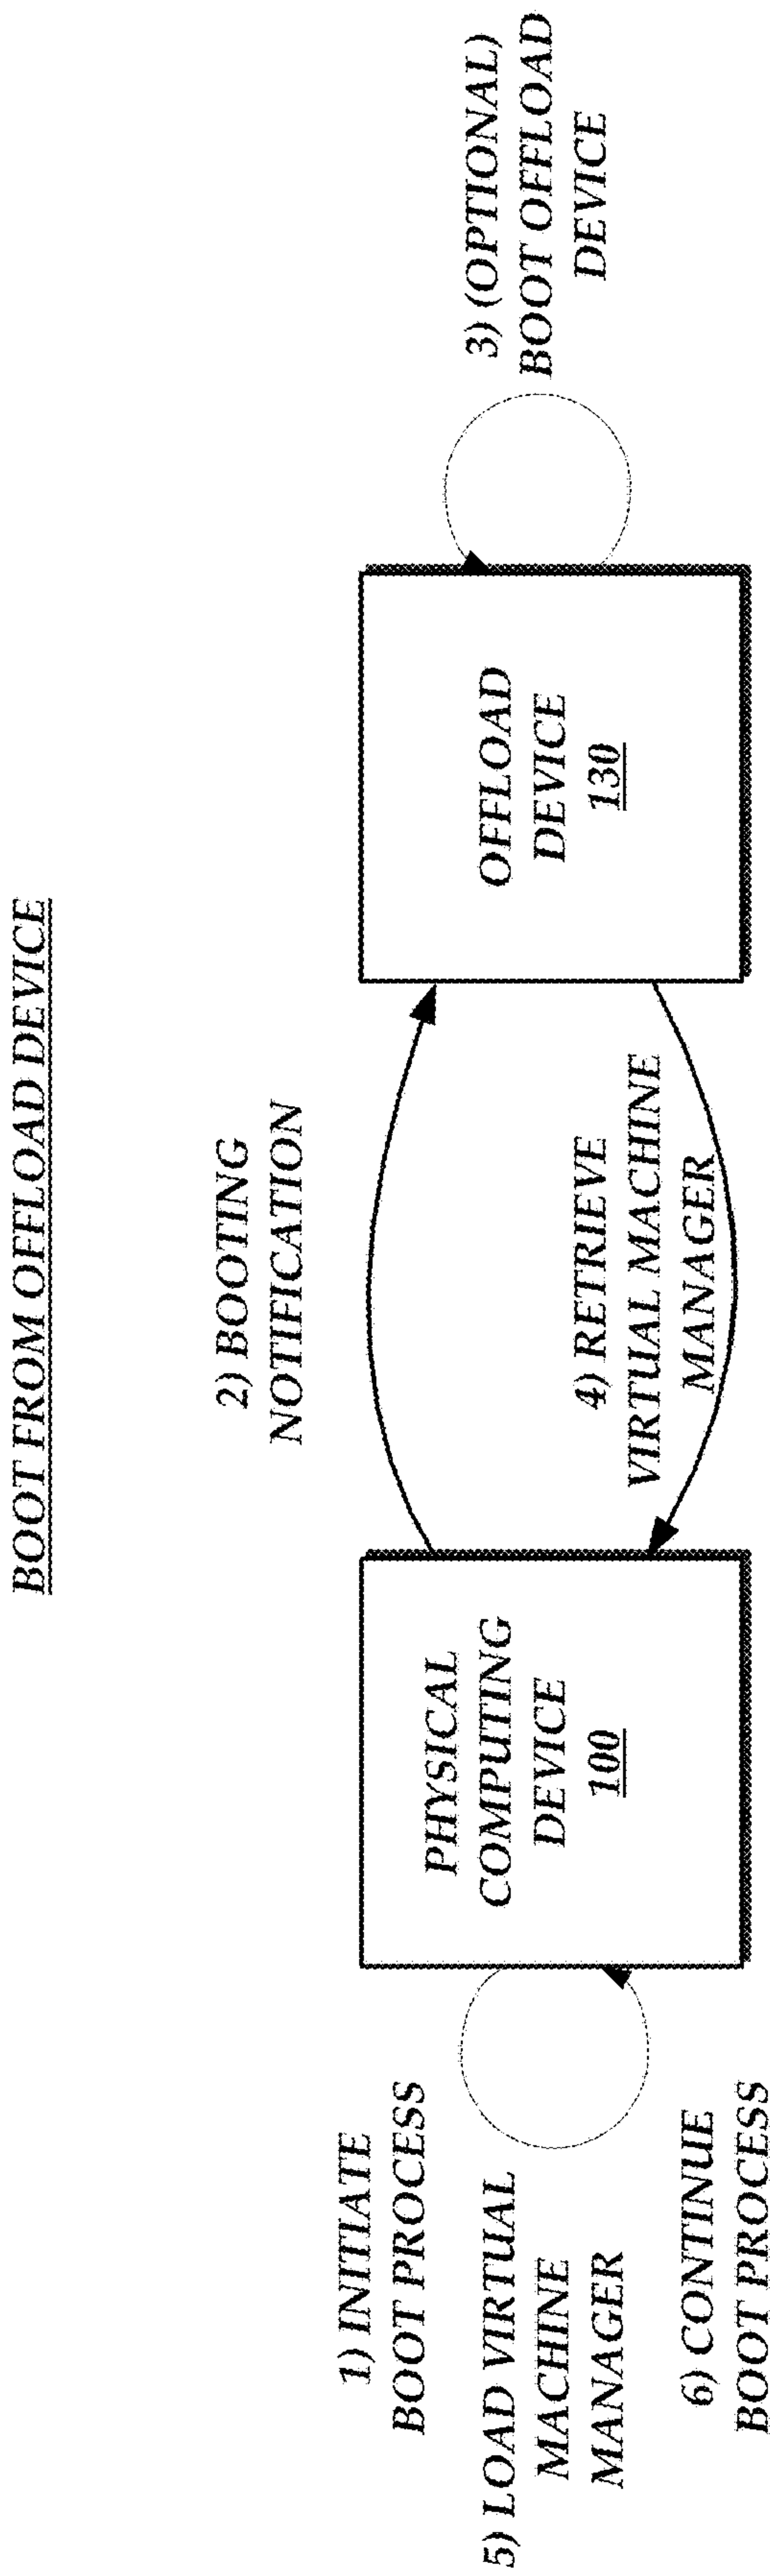 BOOT FROM OFFLOAD DEVICE
1) INITIATE
BOOT PROCESS
5) LOAD VIRTUAL
MACHINE
MANAGER
6) CONTINUE
BOOT PROCESS
PHYSICAL
COMPUTING
DEVICE
100
2) BOOTING
NOTIFICATION
4) RETRIEVE
VIRTUAL MACHINE
MANAGER
OFFLOAD
DEVICE
130
3) (OPTIONAL)
BOOT OFFLOAD
DEVICE